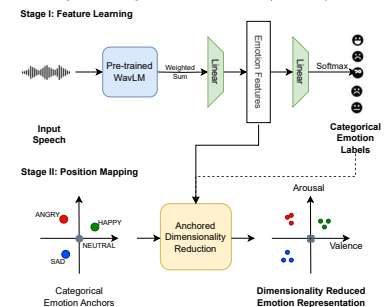 Stage I: Feature Learning
Pre-trained
WavLM
Weighted
Sum
Linear
Emotion Features
Linear
Softmax
Input
Speech
Categorical
Emotion
Labels
Stage II: Position Mapping
ANGRY
HAPPY
NEUTRAL
SAD
Anchored
Dimensionality
Reduction
Arousal
Valence
Categorical
Emotion Anchors
Dimensionality Reduced
Emotion Representation